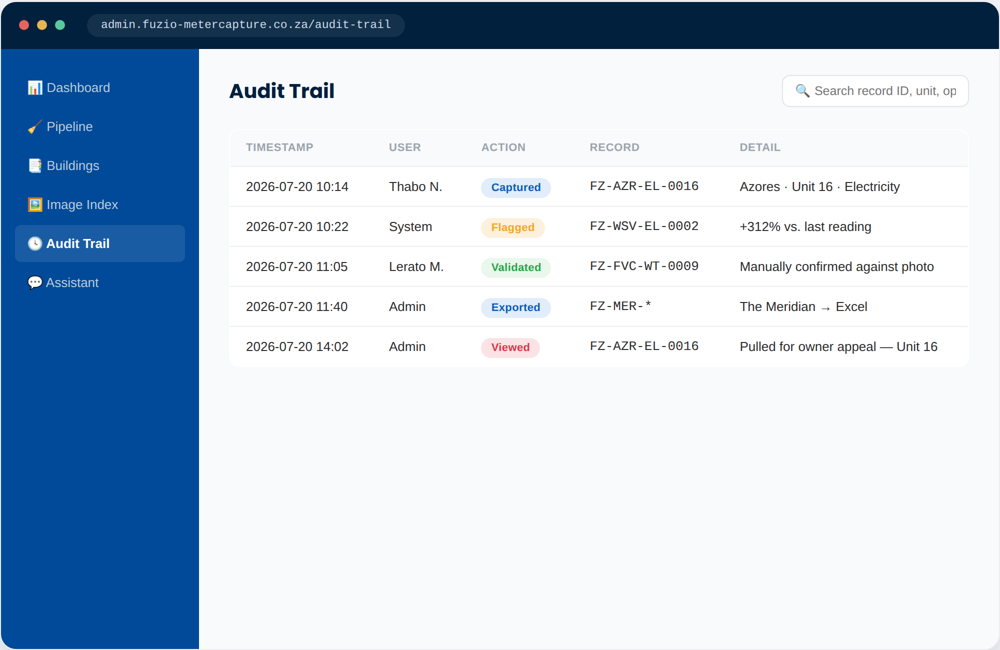 admin.fuzio-metercapture.co.za/audit-trail
Dashboard
Pipeline
Buildings
Image Index
Audit Trail
Assistant
Audit Trail
Search record ID, unit, op
TIMESTAMP USER ACTION RECORD DETAIL
2026-07-20 10:14 Thabo N. Captured FZ-AZR-EL-0016 Azores · Unit 16 · Electricity
2026-07-20 10:22 System Flagged FZ-WSV-EL-0002 +312% vs. last reading
2026-07-20 11:05 Lerato M. Validated FZ-FVC-WT-0009 Manually confirmed against photo
2026-07-20 11:40 Admin Exported FZ-MER-* The Meridian → Excel
2026-07-20 14:02 Admin Viewed FZ-AZR-EL-0016 Pulled for owner appeal — Unit 16